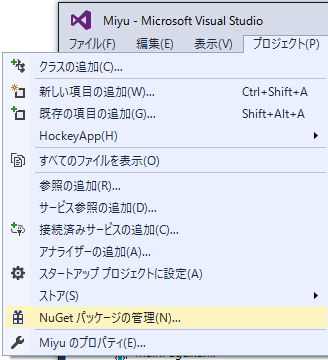 Miyu - Microsoft Visual Studio
ファイル(F) 編集(E) 表示(V) プロジェクト(P)
クラスの追加(C)...
新しい項目の追加(W)... Ctrl+Shift+A
既存の項目の追加(G)... Shift+Alt+A
HockeyApp(H)
すべてのファイルを表示(O)
参照の追加(R)...
サービス参照の追加(D)...
接続済みサービスの追加(C)...
アナライザーの追加(A)...
スタートアップ プロジェクトに設定(A)
ストア(S)
NuGet パッケージの管理(N)...
Miyu のプロパティ(E)...